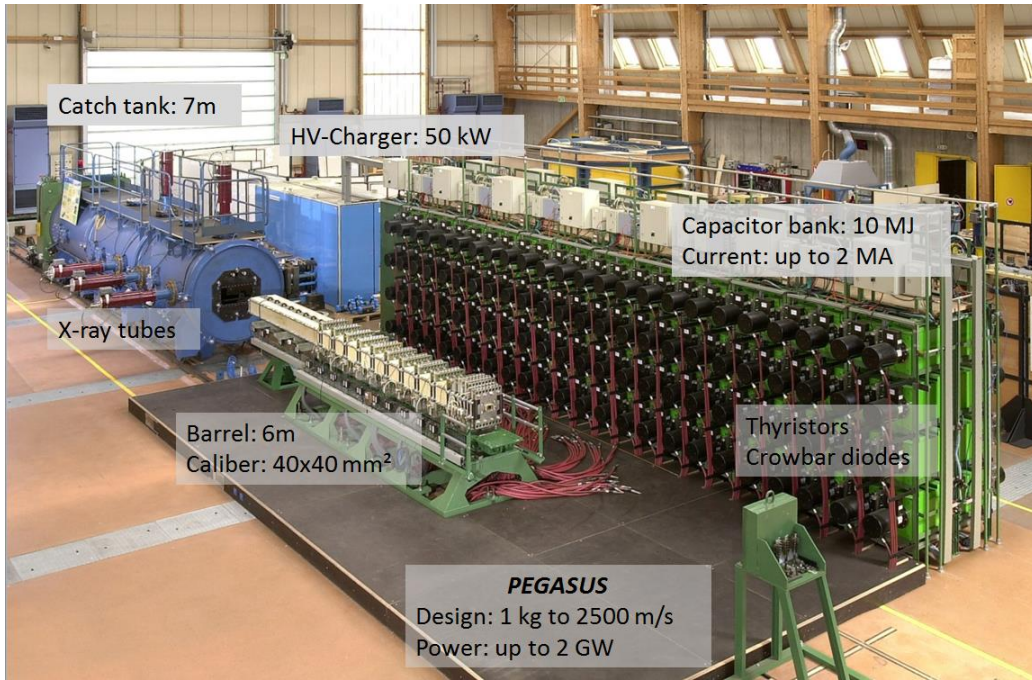 Catch tank: 7m
HV-Charger: 50 kW
Capacitor bank: 10 MJ
Current: up to 2 MA
X-ray tubes
Barrel: 6m
Caliber: 40x40 mm²
Thyristors
Crowbar diodes
PEGASUS
Design: 1 kg to 2500 m/s
Power: up to 2 GW